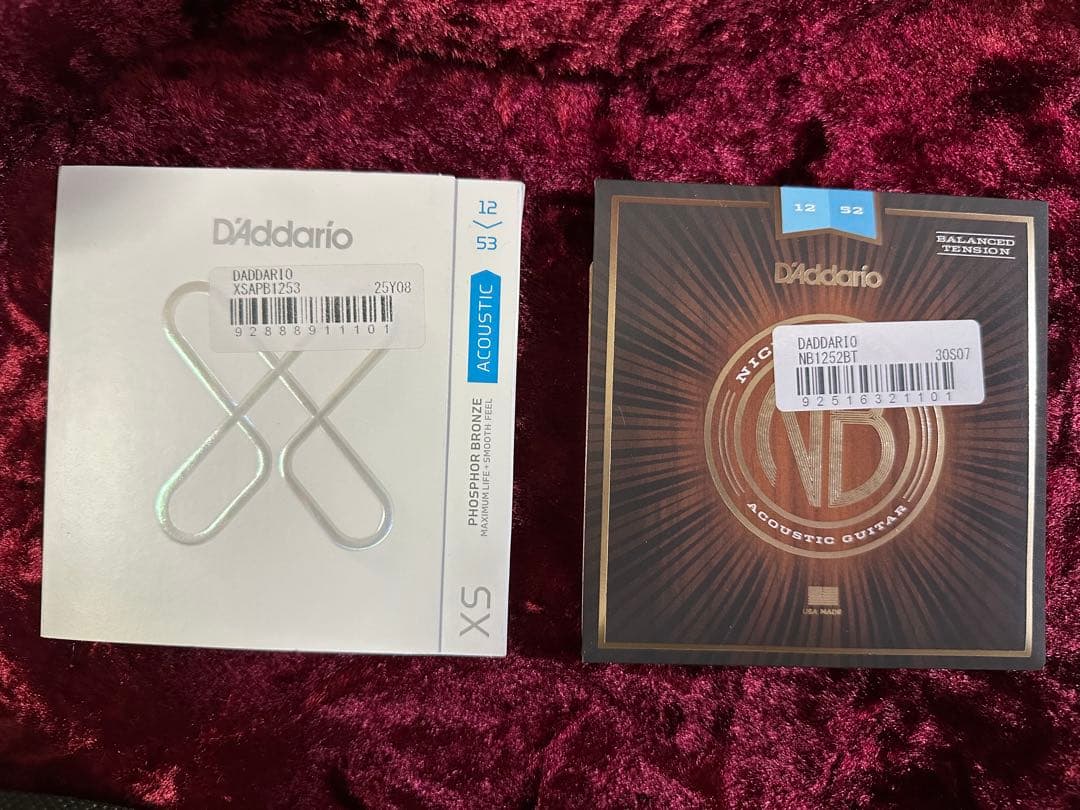 D'Addario
DADDARIO
XSAPB1253 25Y08
92888911101
12
53
ACOUSTIC
PHOSPHOR BRONZE
MAXIMUM LIFE + SMOOTH FEEL
XS
12 52
BALANCED
TENSION
D'Addario
DADDARIO
NB1252BT 30S07
92516321101
NB
ACOUSTIC GUITAR
USA MADE